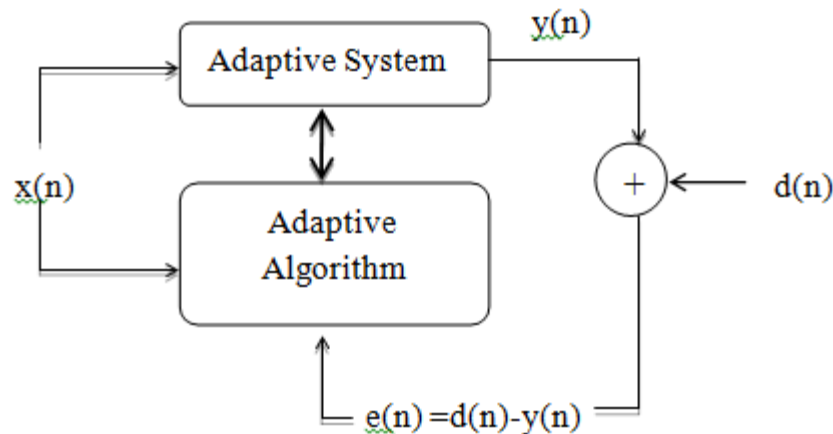 y(n)
Adaptive System
x(n)
+
d(n)
Adaptive
Algorithm
e(n) =d(n)-y(n)